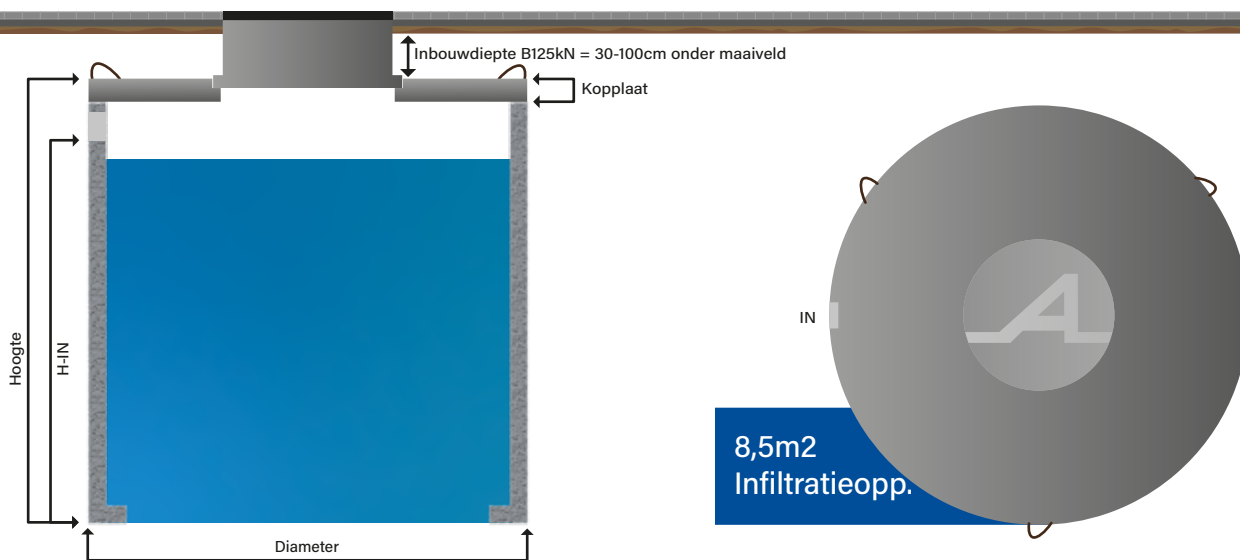 Inbouwdiepte B125kN = 30-100cm onder maaiveld
Kopplaat
Hoogte
H-IN
IN
8,5m2
Infiltratieopp.
Diameter